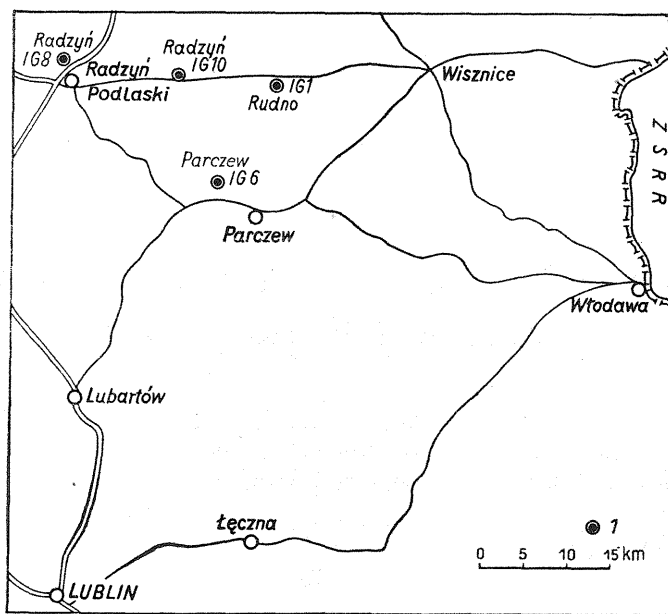 Radzyń
IG8
Radzyń
Podlaski
Radzyń
IG10
IG1
Rudno
Wisznice
ZSRR
Parczew
IG6
Parczew
Włodawa
Lubartów
Łęczna
LUBLIN
1
0 5 10 15 km